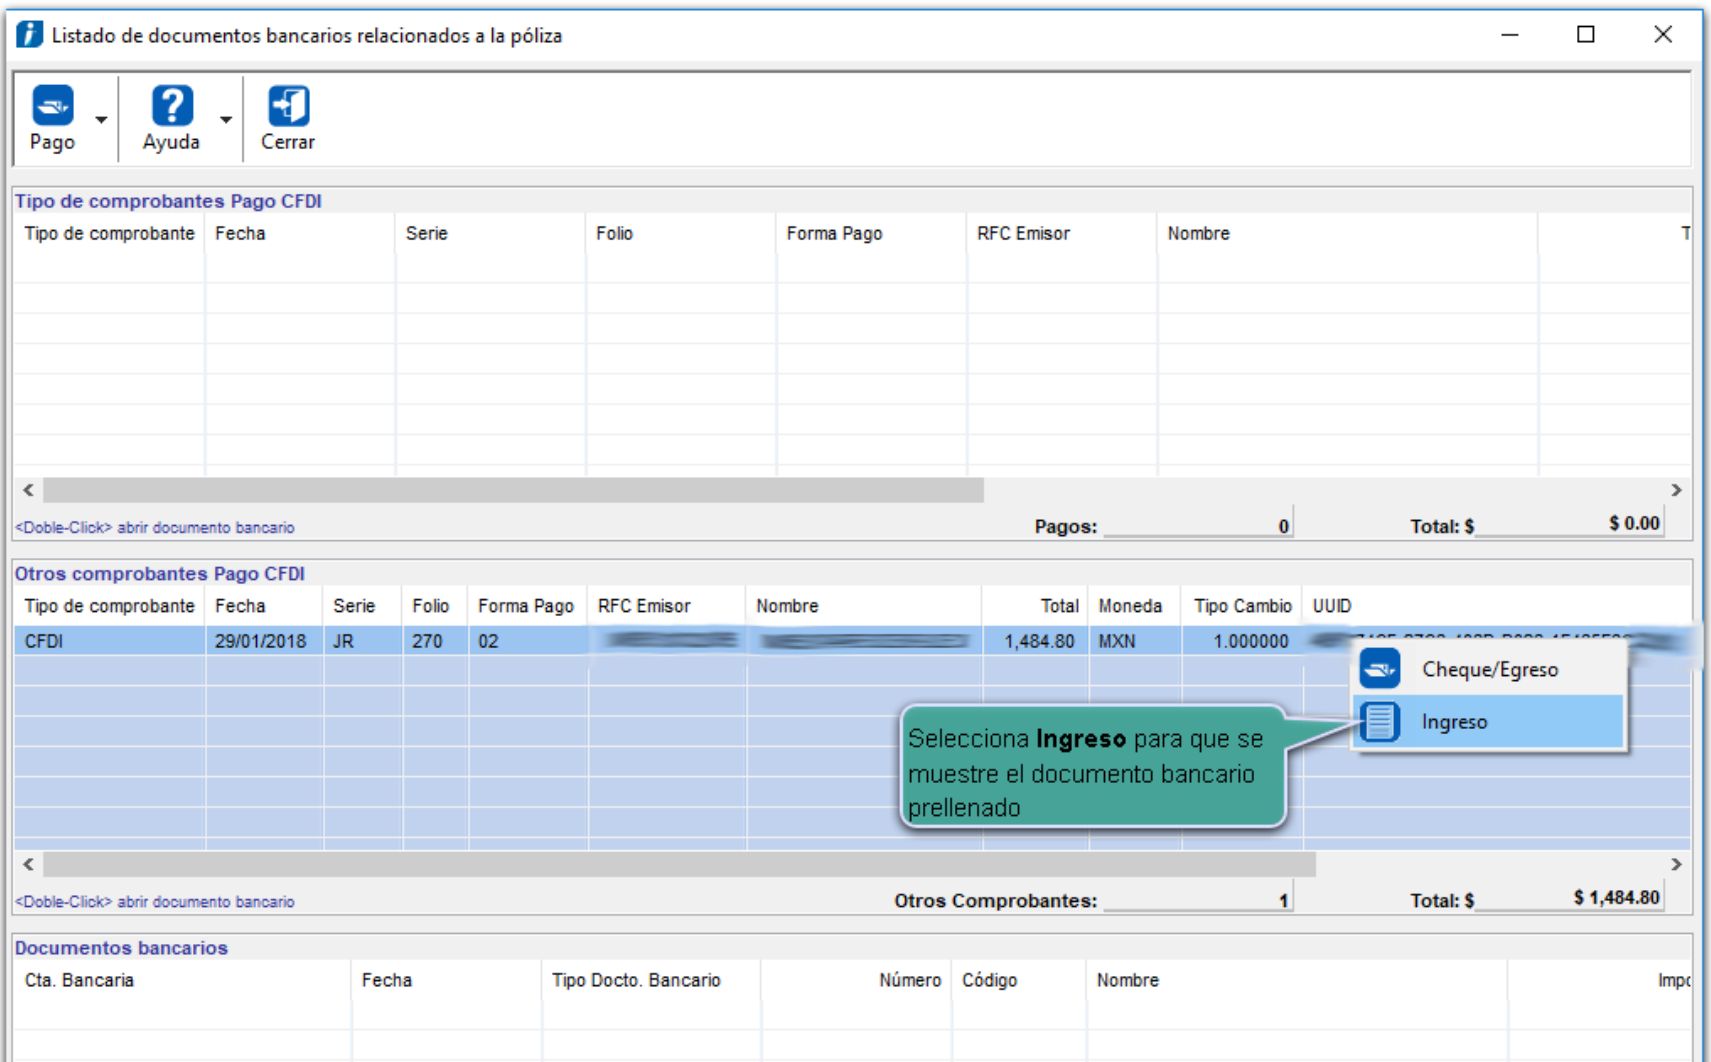 Listado de documentos bancarios relacionados a la póliza
Pago
Ayuda
Cerrar
Tipo de comprobantes Pago CFDI
Tipo de comprobante Fecha Serie Folio Forma Pago RFC Emisor Nombre T
<Doble-Click> abrir documento bancario Pagos: 0 Total: $ $ 0.00
Otros comprobantes Pago CFDI
Tipo de comprobante Fecha Serie Folio Forma Pago RFC Emisor Nombre Total Moneda Tipo Cambio UUID
CFDI 29/01/2018 JR 270 02 1,484.80 MXN 1.000000
Cheque/Egreso
Ingreso
Selecciona Ingreso para que se
muestre el documento bancario
prellenado
<Doble-Click> abrir documento bancario Otros Comprobantes: 1 Total: $ $ 1,484.80
Documentos bancarios
Cta. Bancaria Fecha Tipo Docto. Bancario Número Código Nombre Impo